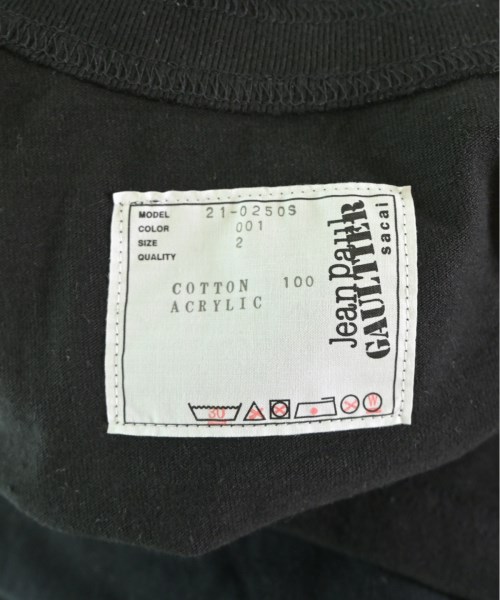 MODEL 21-0250S
COLOR 001
SIZE 2
QUALITY
COTTON 100
ACRYLIC
Jean Paul
GAULTIER
sacai
30
W